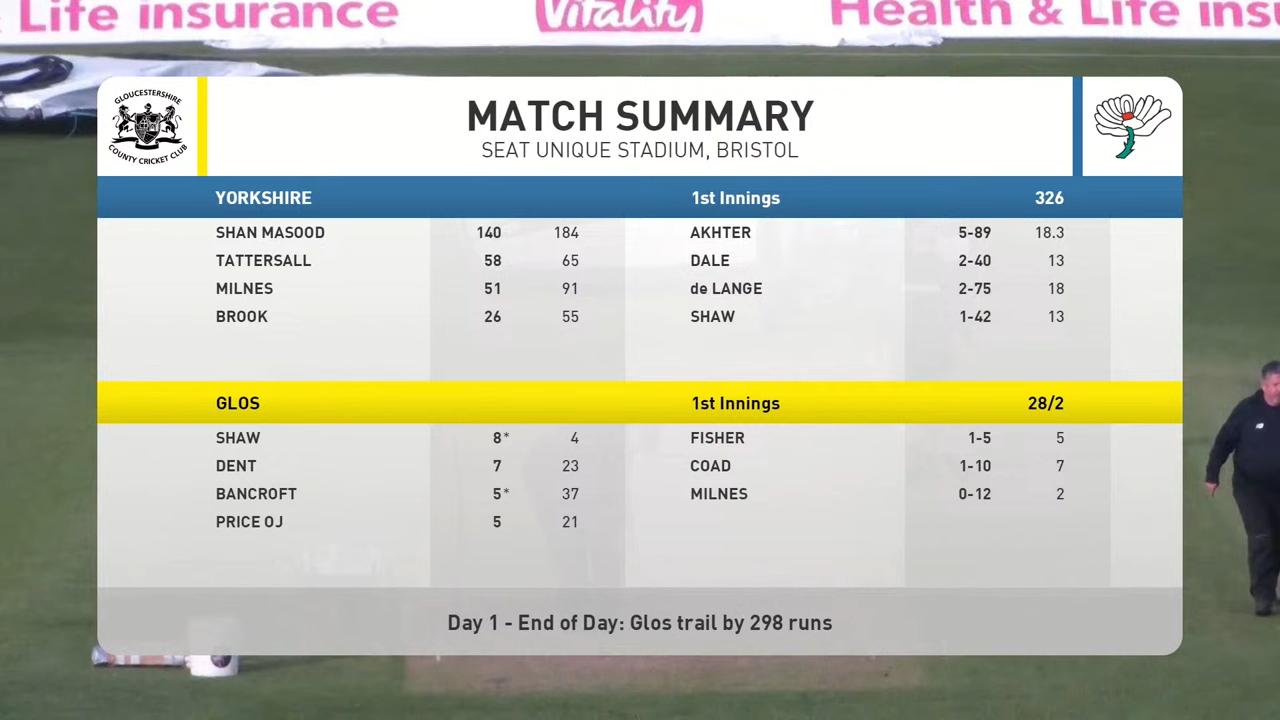 Life insurance
Vitality
Health & Life insu
GLOUCESTERSHIRE
COUNTY CRICKET CLUB
MATCH SUMMARY
SEAT UNIQUE STADIUM, BRISTOL
YORKSHIRE 1st Innings 326
SHAN MASOOD 140 184 AKHTER 5-89 18.3
TATTERSALL 58 65 DALE 2-40 13
MILNES 51 91 de LANGE 2-75 18
BROOK 26 55 SHAW 1-42 13
GLOS 1st Innings 28/2
SHAW 8* 4 FISHER 1-5 5
DENT 7 23 COAD 1-10 7
BANCROFT 5* 37 MILNES 0-12 2
PRICE OJ 5 21
Day 1 - End of Day: Glos trail by 298 runs